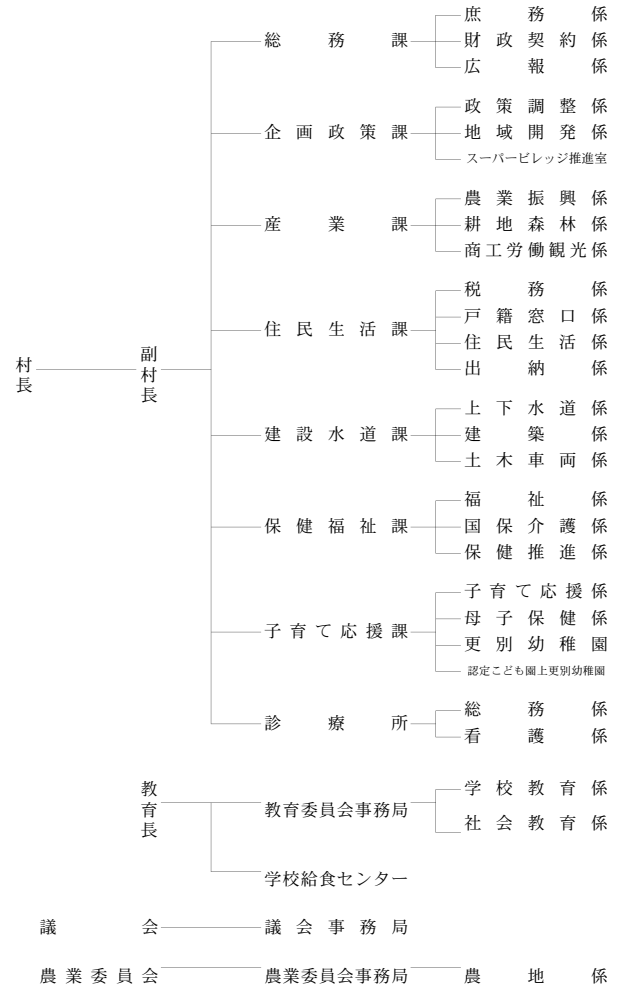 村長
副村長
総務課
庶務係
財政契約係
広報係
企画政策課
政策調整係
地域開発係
スーパービレッジ推進室
産業課
農業振興係
耕地森林係
商工労働観光係
住民生活課
税務係
戸籍窓口係
住民生活係
出納係
建設水道課
上下水道係
建築係
土木車両係
保健福祉課
福祉係
国保介護係
保健推進係
子育て応援課
子育て応援係
母子保健係
更別幼稚園
認定こども園上更別幼稚園
診療所
総務係
看護係
教育長
教育委員会事務局
学校教育係
社会教育係
学校給食センター
議会
議会事務局
農業委員会
農業委員会事務局
農地係